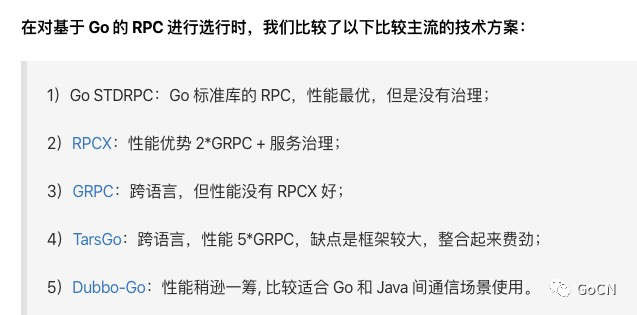 在对基于 Go 的 RPC 进行选行时，我们比较了以下比较主流的技术方案：
1）Go STDRPC：Go 标准库的 RPC，性能最优，但是没有治理；
2）RPCX：性能优势 2*GRPC + 服务治理；
3）GRPC：跨语言，但性能没有 RPCX 好；
4）TarsGo：跨语言，性能 5*GRPC，缺点是框架较大，整合起来费劲；
5）Dubbo-Go：性能稍逊一筹, 比较适合 Go 和 Java 间通信场景使用。
GoCN